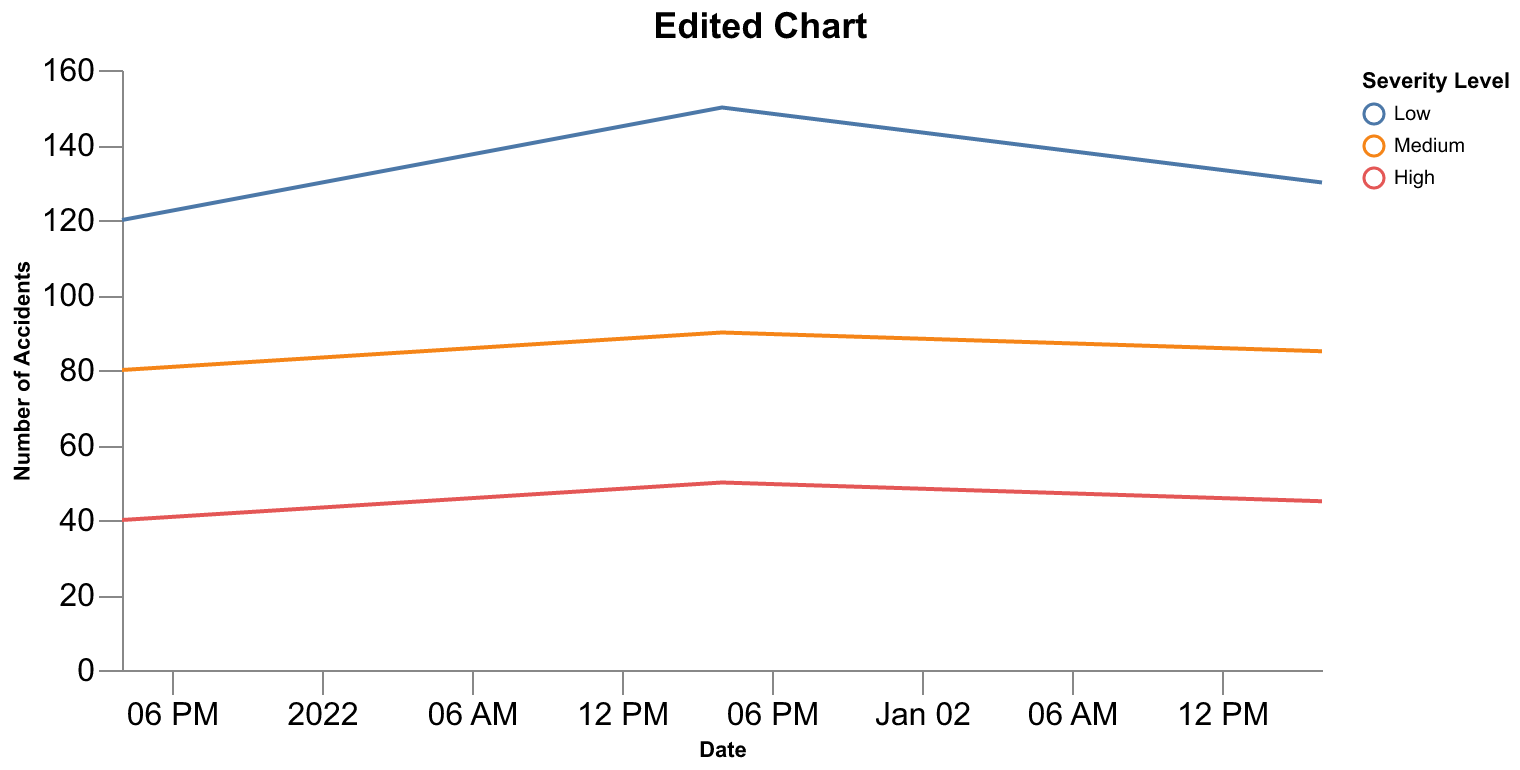 Edited Chart
Severity Level
Low
Medium
High
Number of Accidents
160
140
120
100
80
60
40
20
0
06 PM 2022 06 AM 12 PM 06 PM Jan 02 06 AM 12 PM
Date